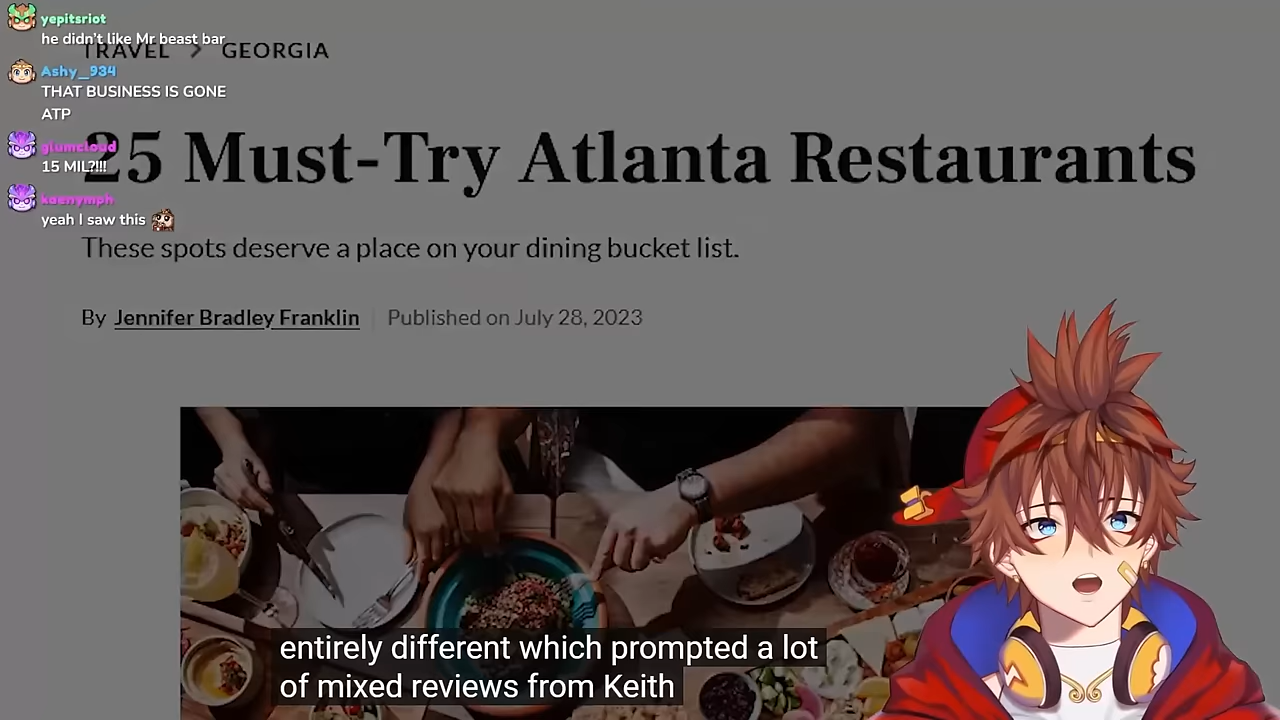 yepitsriot
he didn't like Mr beast bar
TRAVEL > GEORGIA
Ashy_934
THAT BUSINESS IS GONE
ATP
glumcloud
15 MIL?!!!
25 Must-Try Atlanta Restaurants
kaenymph
yeah I saw this
These spots deserve a place on your dining bucket list.
By Jennifer Bradley Franklin Published on July 28, 2023
entirely different which prompted a lot
of mixed reviews from Keith